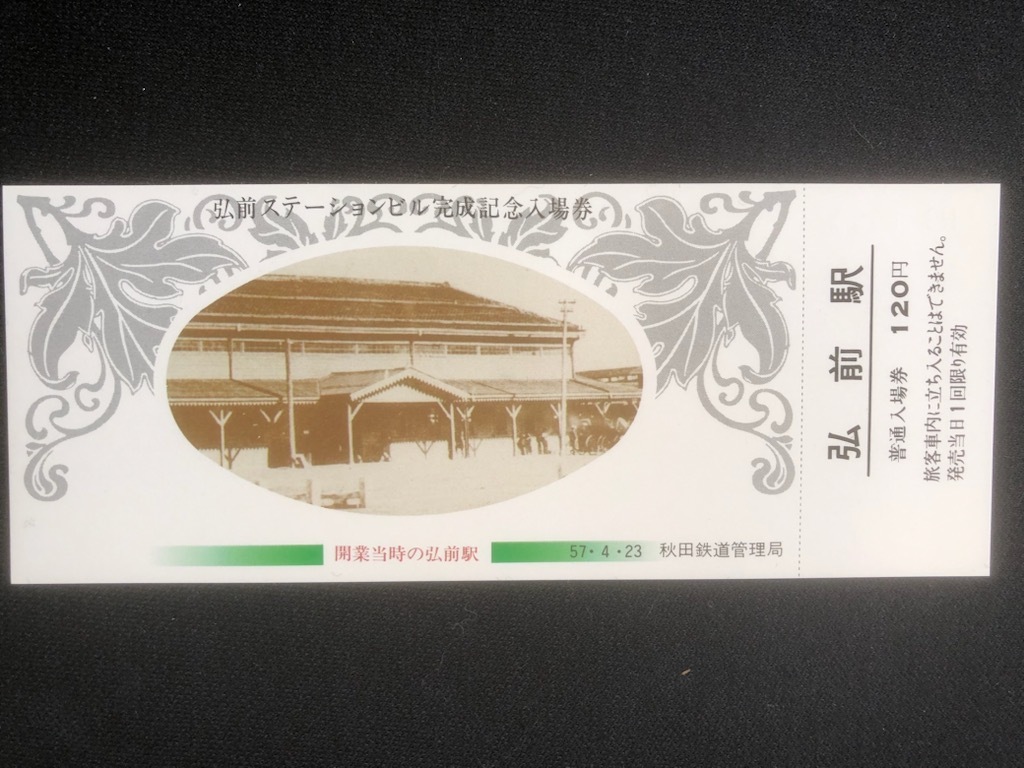 弘前ステーションビル完成記念入場券
開業当時の弘前駅
57・4・23 秋田鉄道管理局
弘前駅
普通入場券 120円
旅客車内に立ち入ることはできません。
発売当日1回限り有効